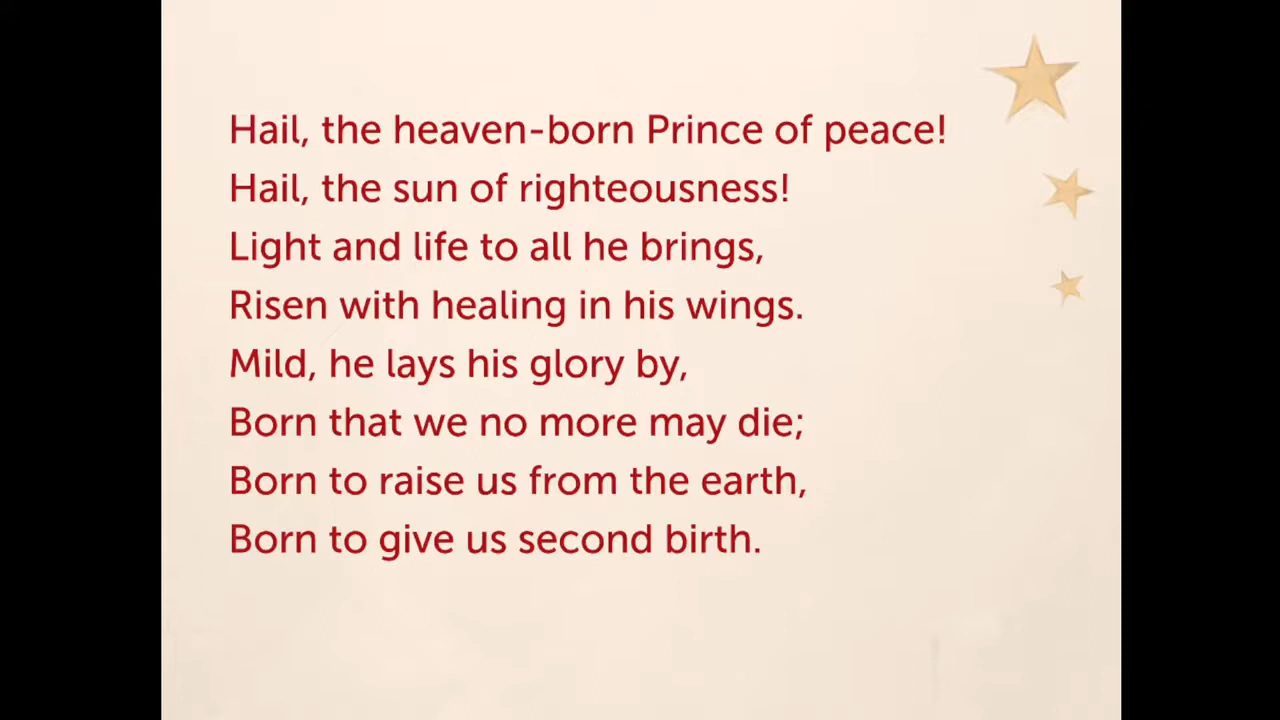 Hail, the heaven-born Prince of peace!
Hail, the sun of righteousness!
Light and life to all he brings,
Risen with healing in his wings.
Mild, he lays his glory by,
Born that we no more may die;
Born to raise us from the earth,
Born to give us second birth.